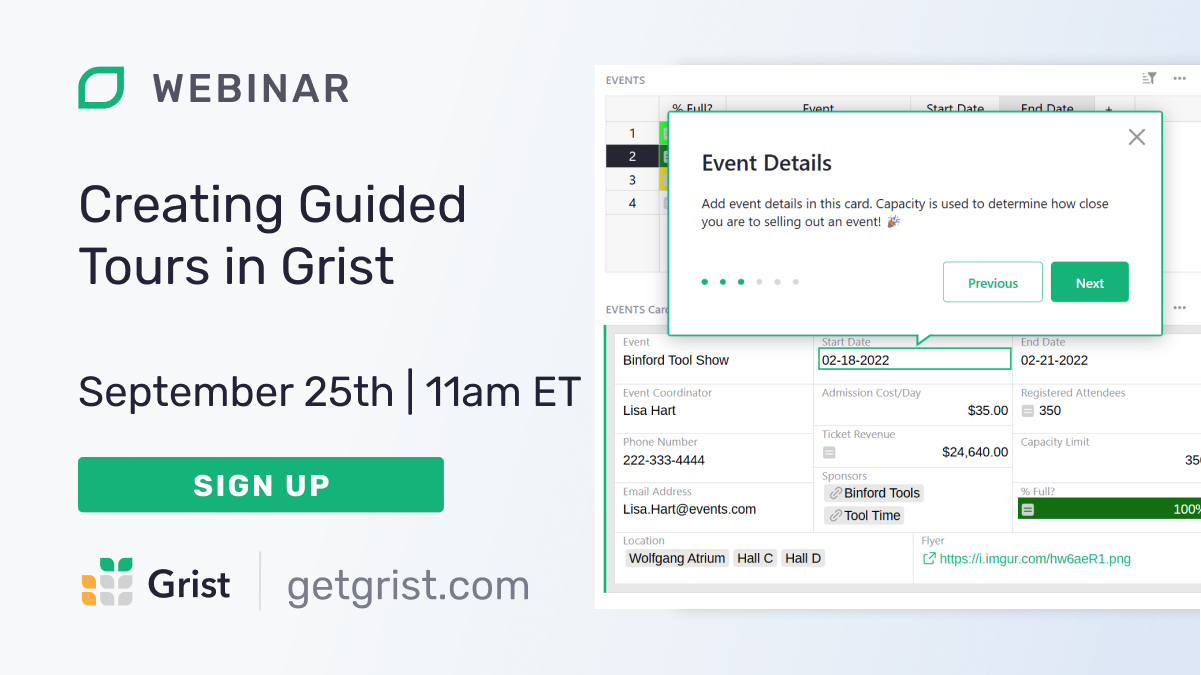 WEBINAR
Creating Guided
Tours in Grist
September 25th | 11am ET
SIGN UP
Grist
getgrist.com
EVENTS
% Full?
Event
Start Date
End Date
+
1
2
3
4
Event Details
Add event details in this card. Capacity is used to determine how close
you are to selling out an event! 🎉
Previous
Next
EVENTS
Event
Binford Tool Show
Start Date
02-18-2022
End Date
02-21-2022
Event Coordinator
Lisa Hart
Admission Cost/Day
$35.00
Registered Attendees
350
Phone Number
222-333-4444
Ticket Revenue
$24,640.00
Capacity Limit
Email Address
Lisa.Hart@events.com
Sponsors
Binford Tools
Tool Time
% Full?
100%
Location
Wolfgang Atrium Hall C Hall D
Flyer
https://i.imgur.com/hw6aeR1.png